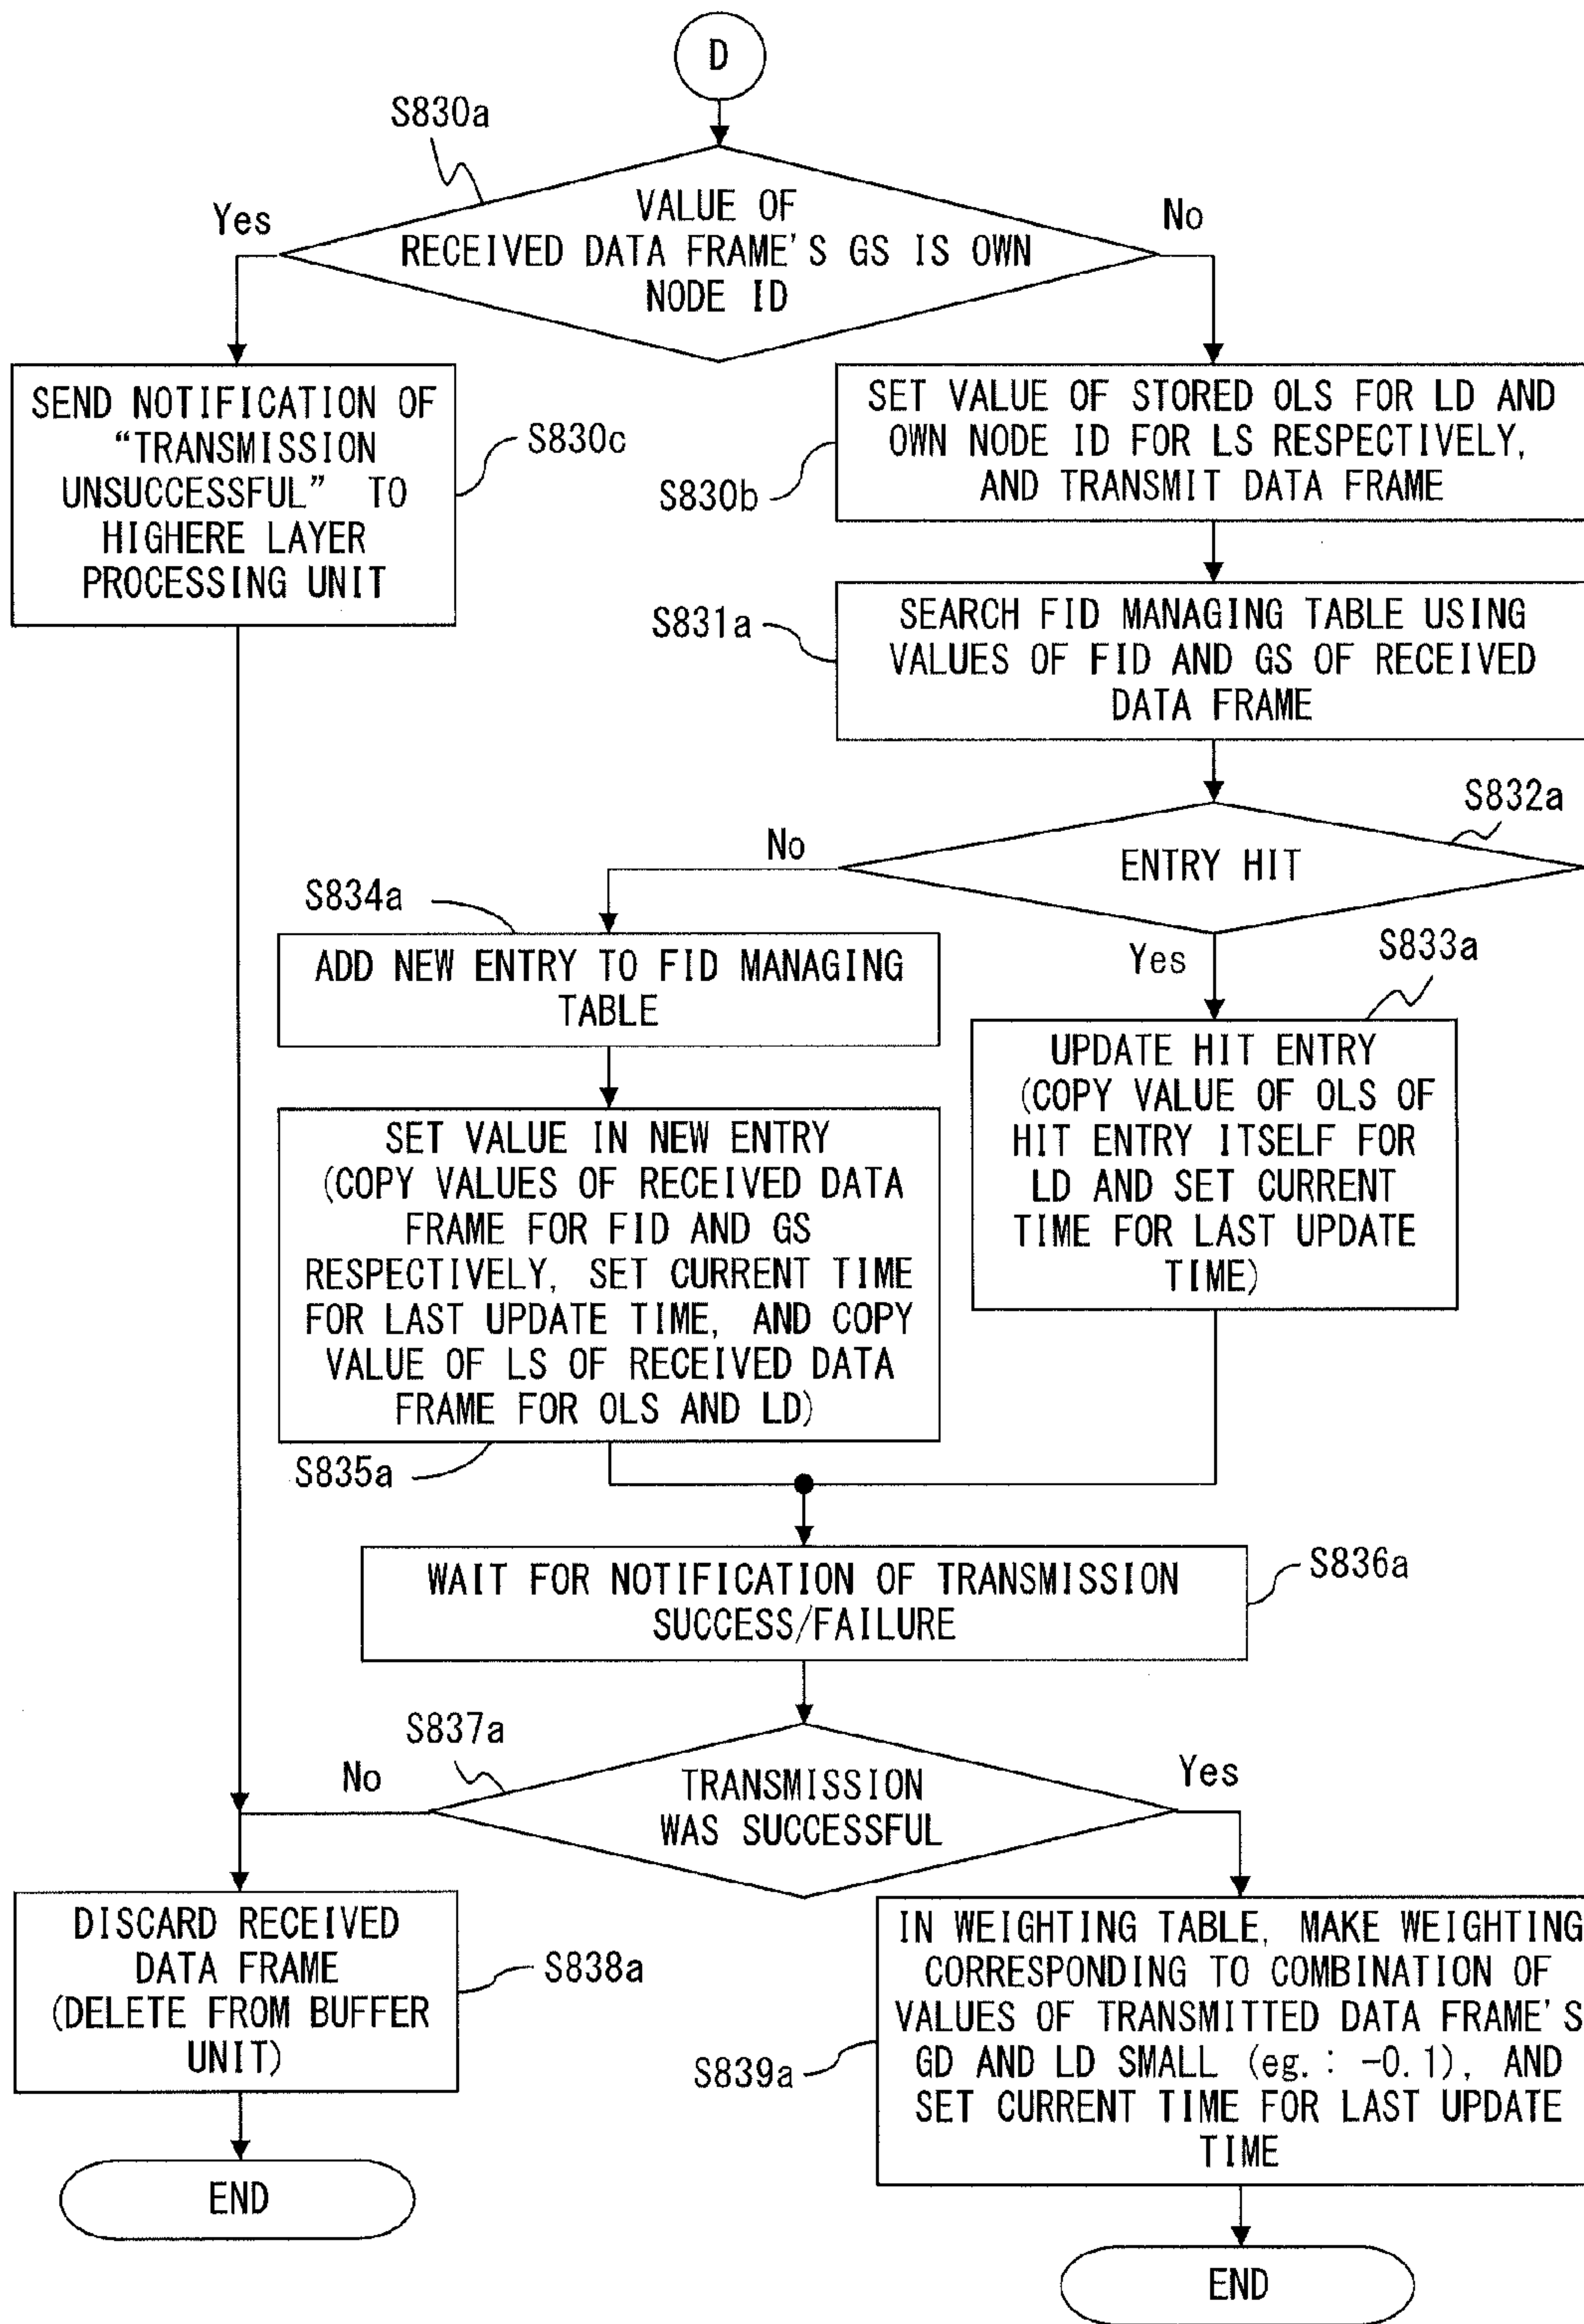 D
S830a
VALUE OF
RECEIVED DATA FRAME'S GS IS OWN
NODE ID
Yes
No
SEND NOTIFICATION OF
“TRANSMISSION
UNSUCCESSFUL” TO
HIGHERE LAYER
PROCESSING UNIT
S830c
SET VALUE OF STORED OLS FOR LD AND
OWN NODE ID FOR LS RESPECTIVELY,
AND TRANSMIT DATA FRAME
S830b
SEARCH FID MANAGING TABLE USING
VALUES OF FID AND GS OF RECEIVED
DATA FRAME
S831a
S832a
ENTRY HIT
No
Yes
S834a
ADD NEW ENTRY TO FID MANAGING
TABLE
S833a
UPDATE HIT ENTRY
(COPY VALUE OF OLS OF
HIT ENTRY ITSELF FOR
LD AND SET CURRENT
TIME FOR LAST UPDATE
TIME)
SET VALUE IN NEW ENTRY
(COPY VALUES OF RECEIVED DATA
FRAME FOR FID AND GS
RESPECTIVELY, SET CURRENT TIME
FOR LAST UPDATE TIME, AND COPY
VALUE OF LS OF RECEIVED DATA
FRAME FOR OLS AND LD)
S835a
WAIT FOR NOTIFICATION OF TRANSMISSION
SUCCESS/FAILURE
S836a
S837a
TRANSMISSION
WAS SUCCESSFUL
No
Yes
DISCARD RECEIVED
DATA FRAME
(DELETE FROM BUFFER
UNIT)
S838a
END
IN WEIGHTING TABLE, MAKE WEIGHTING
CORRESPONDING TO COMBINATION OF
VALUES OF TRANSMITTED DATA FRAME'S
GD AND LD SMALL (eg.: -0.1), AND
SET CURRENT TIME FOR LAST UPDATE
TIME
S839a
END